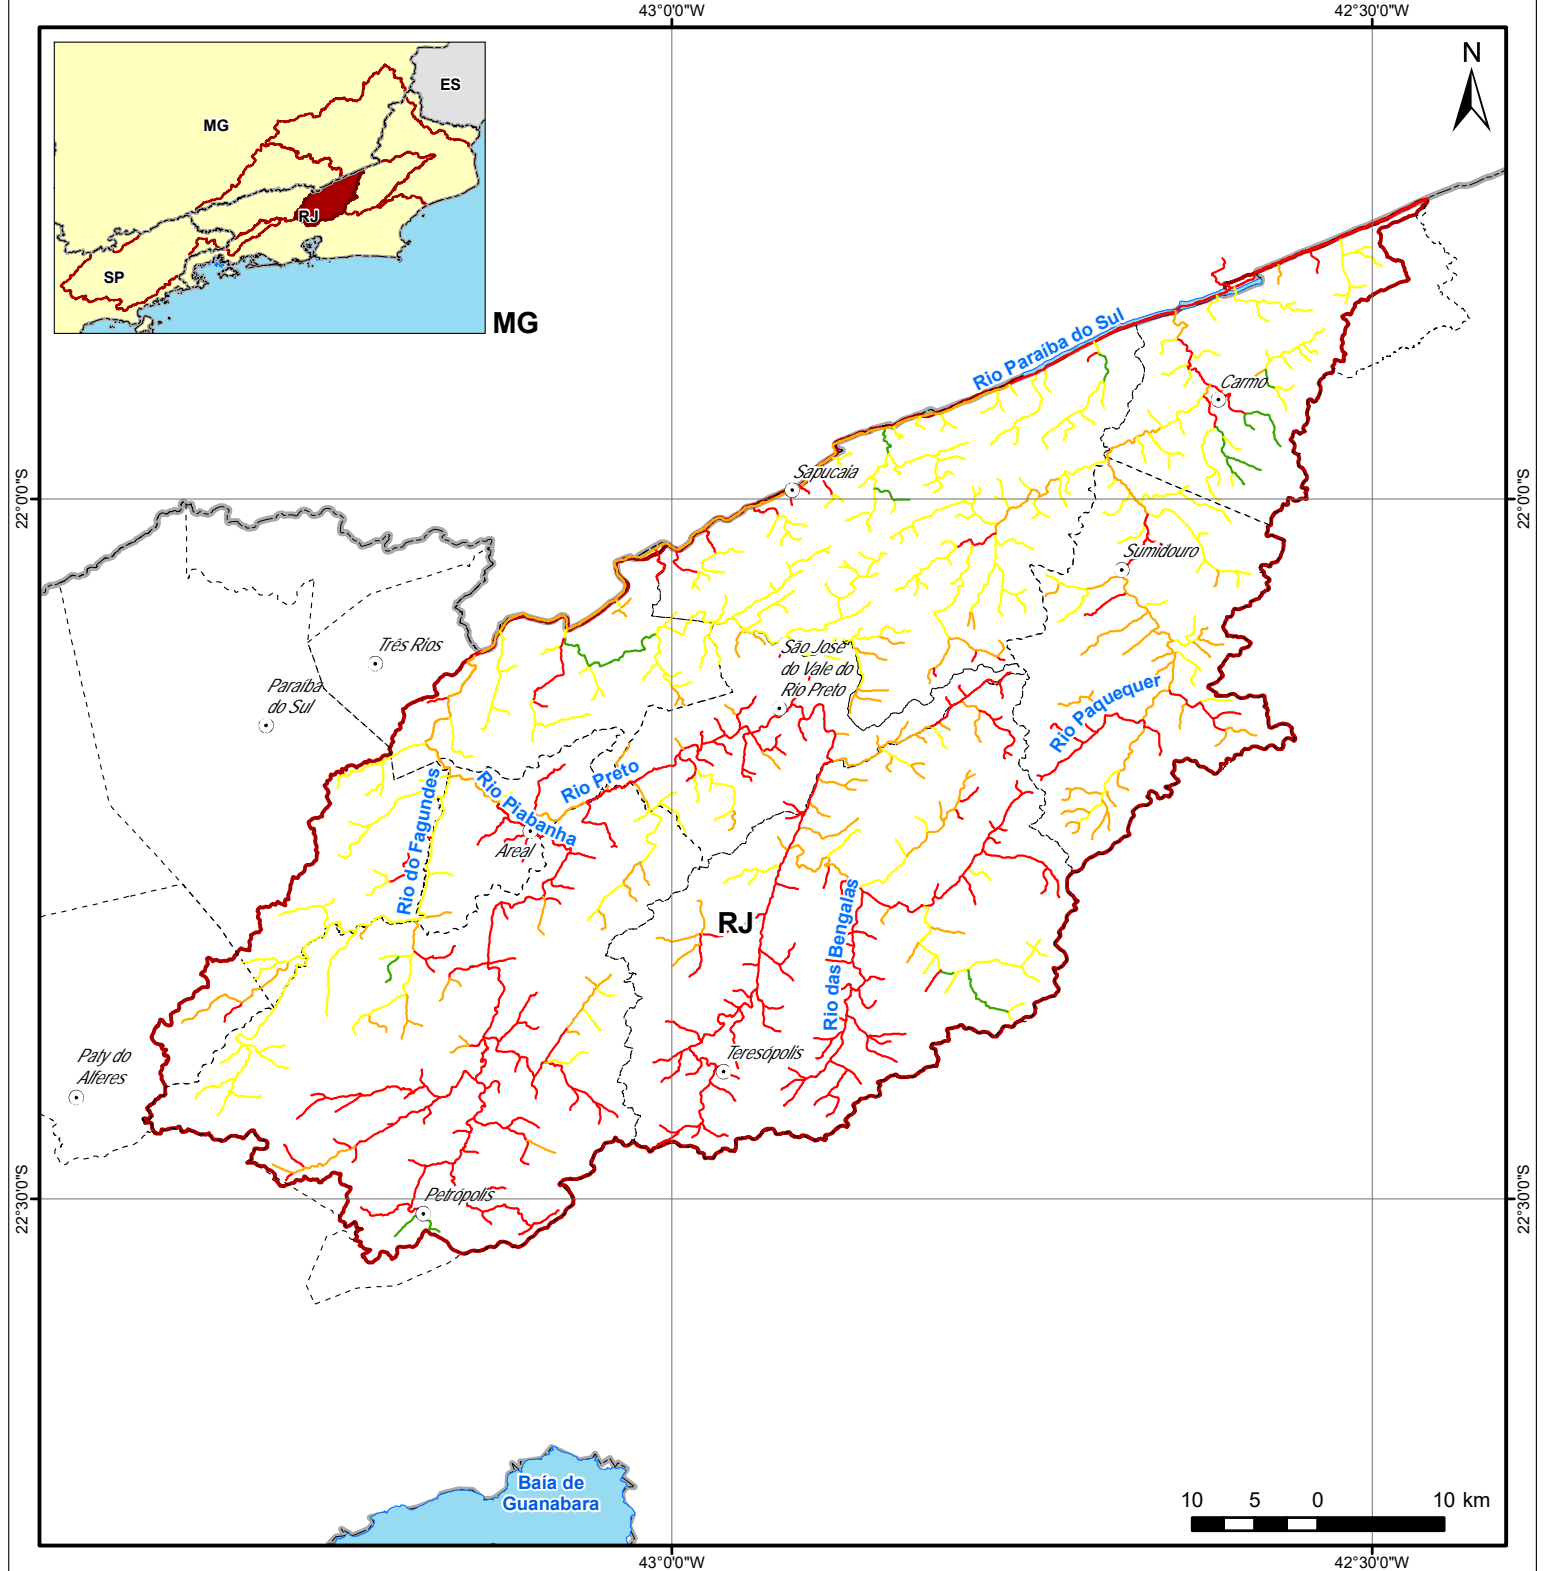 43°0'0"W
42°30'0"W
N
ES
MG
RJ
SP
MG
Rio Paraíba do Sul
Carmo
Sapucaia
22°0'0"S
22°0'0"S
Sumidouro
Três Rios
São José
do Vale do
Rio Preto
Paraíba
do Sul
Rio Paquequer
Rio Preto
Rio Piabanha
Rio do Fagundes
Areal
RJ
Rio das Bengalas
Paty do
Alferes
Teresópolis
Petrópolis
22°30'0"S
22°30'0"S
Baía de
Guanabara
10 5 0 10 km
43°0'0"W
42°30'0"W